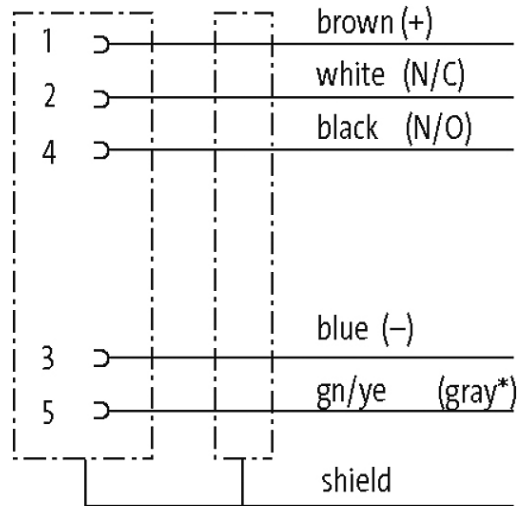 1 brown (+)
2 white (N/C)
4 black (N/O)
3 blue (–)
5 gn/ye (gray*)
shield